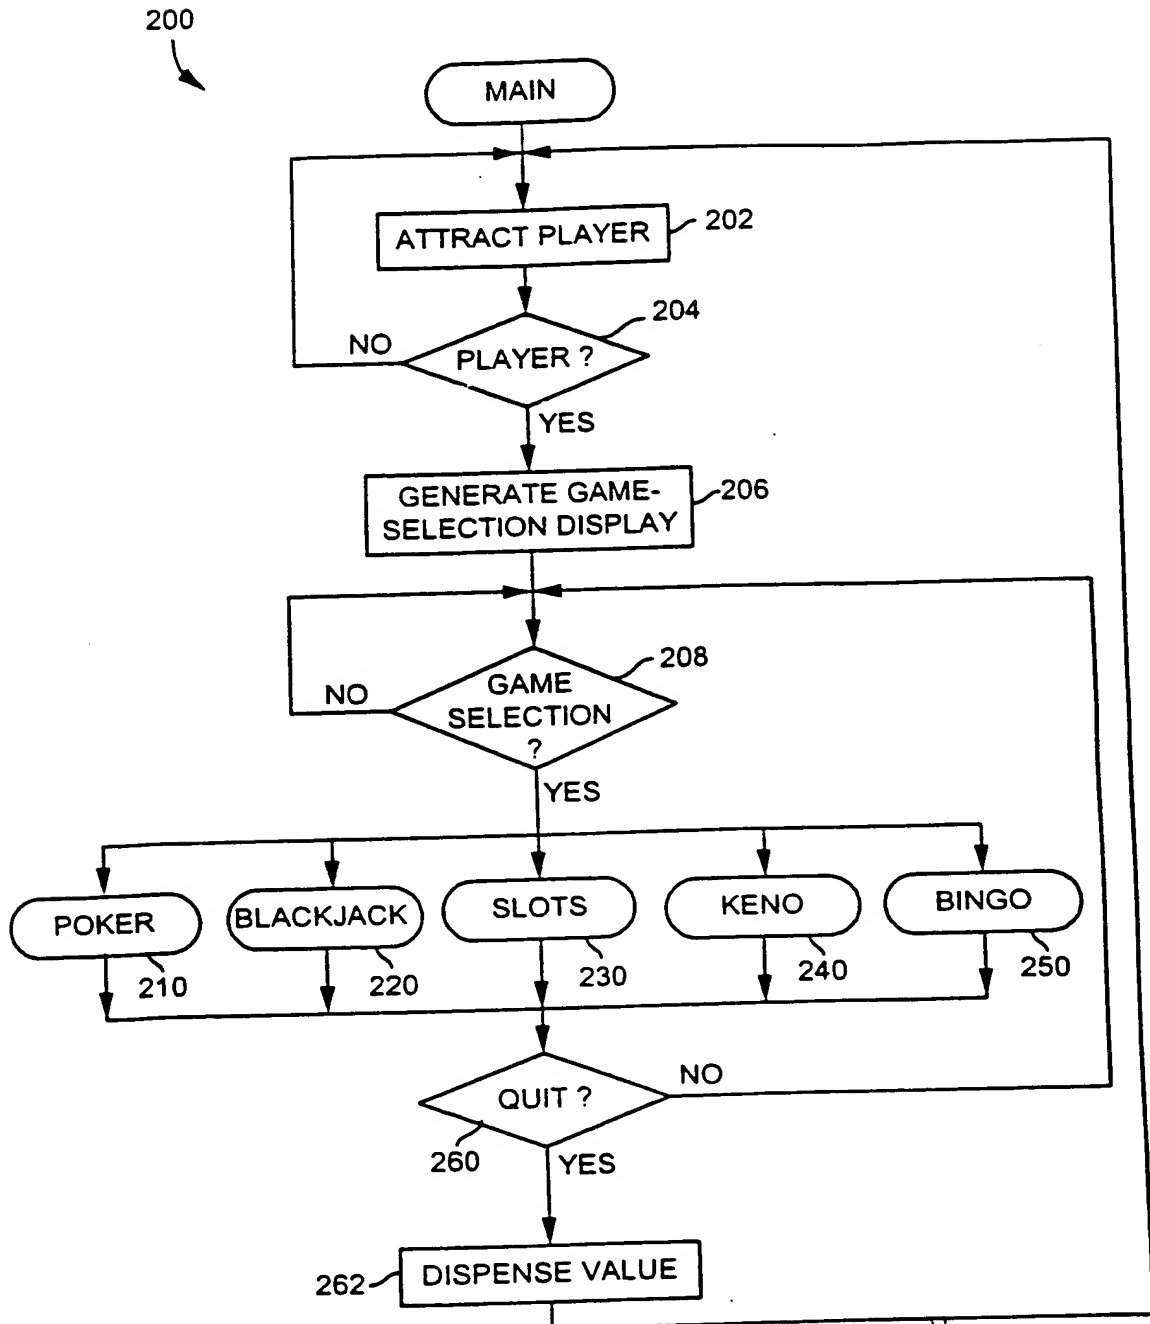 200
MAIN
ATTRACT PLAYER
202
204
PLAYER ?
NO
YES
GENERATE GAME-
SELECTION DISPLAY
206
208
GAME
SELECTION
?
NO
YES
POKER
BLACKJACK
SLOTS
KENO
BINGO
210
220
230
240
250
QUIT ?
NO
260
YES
262
DISPENSE VALUE